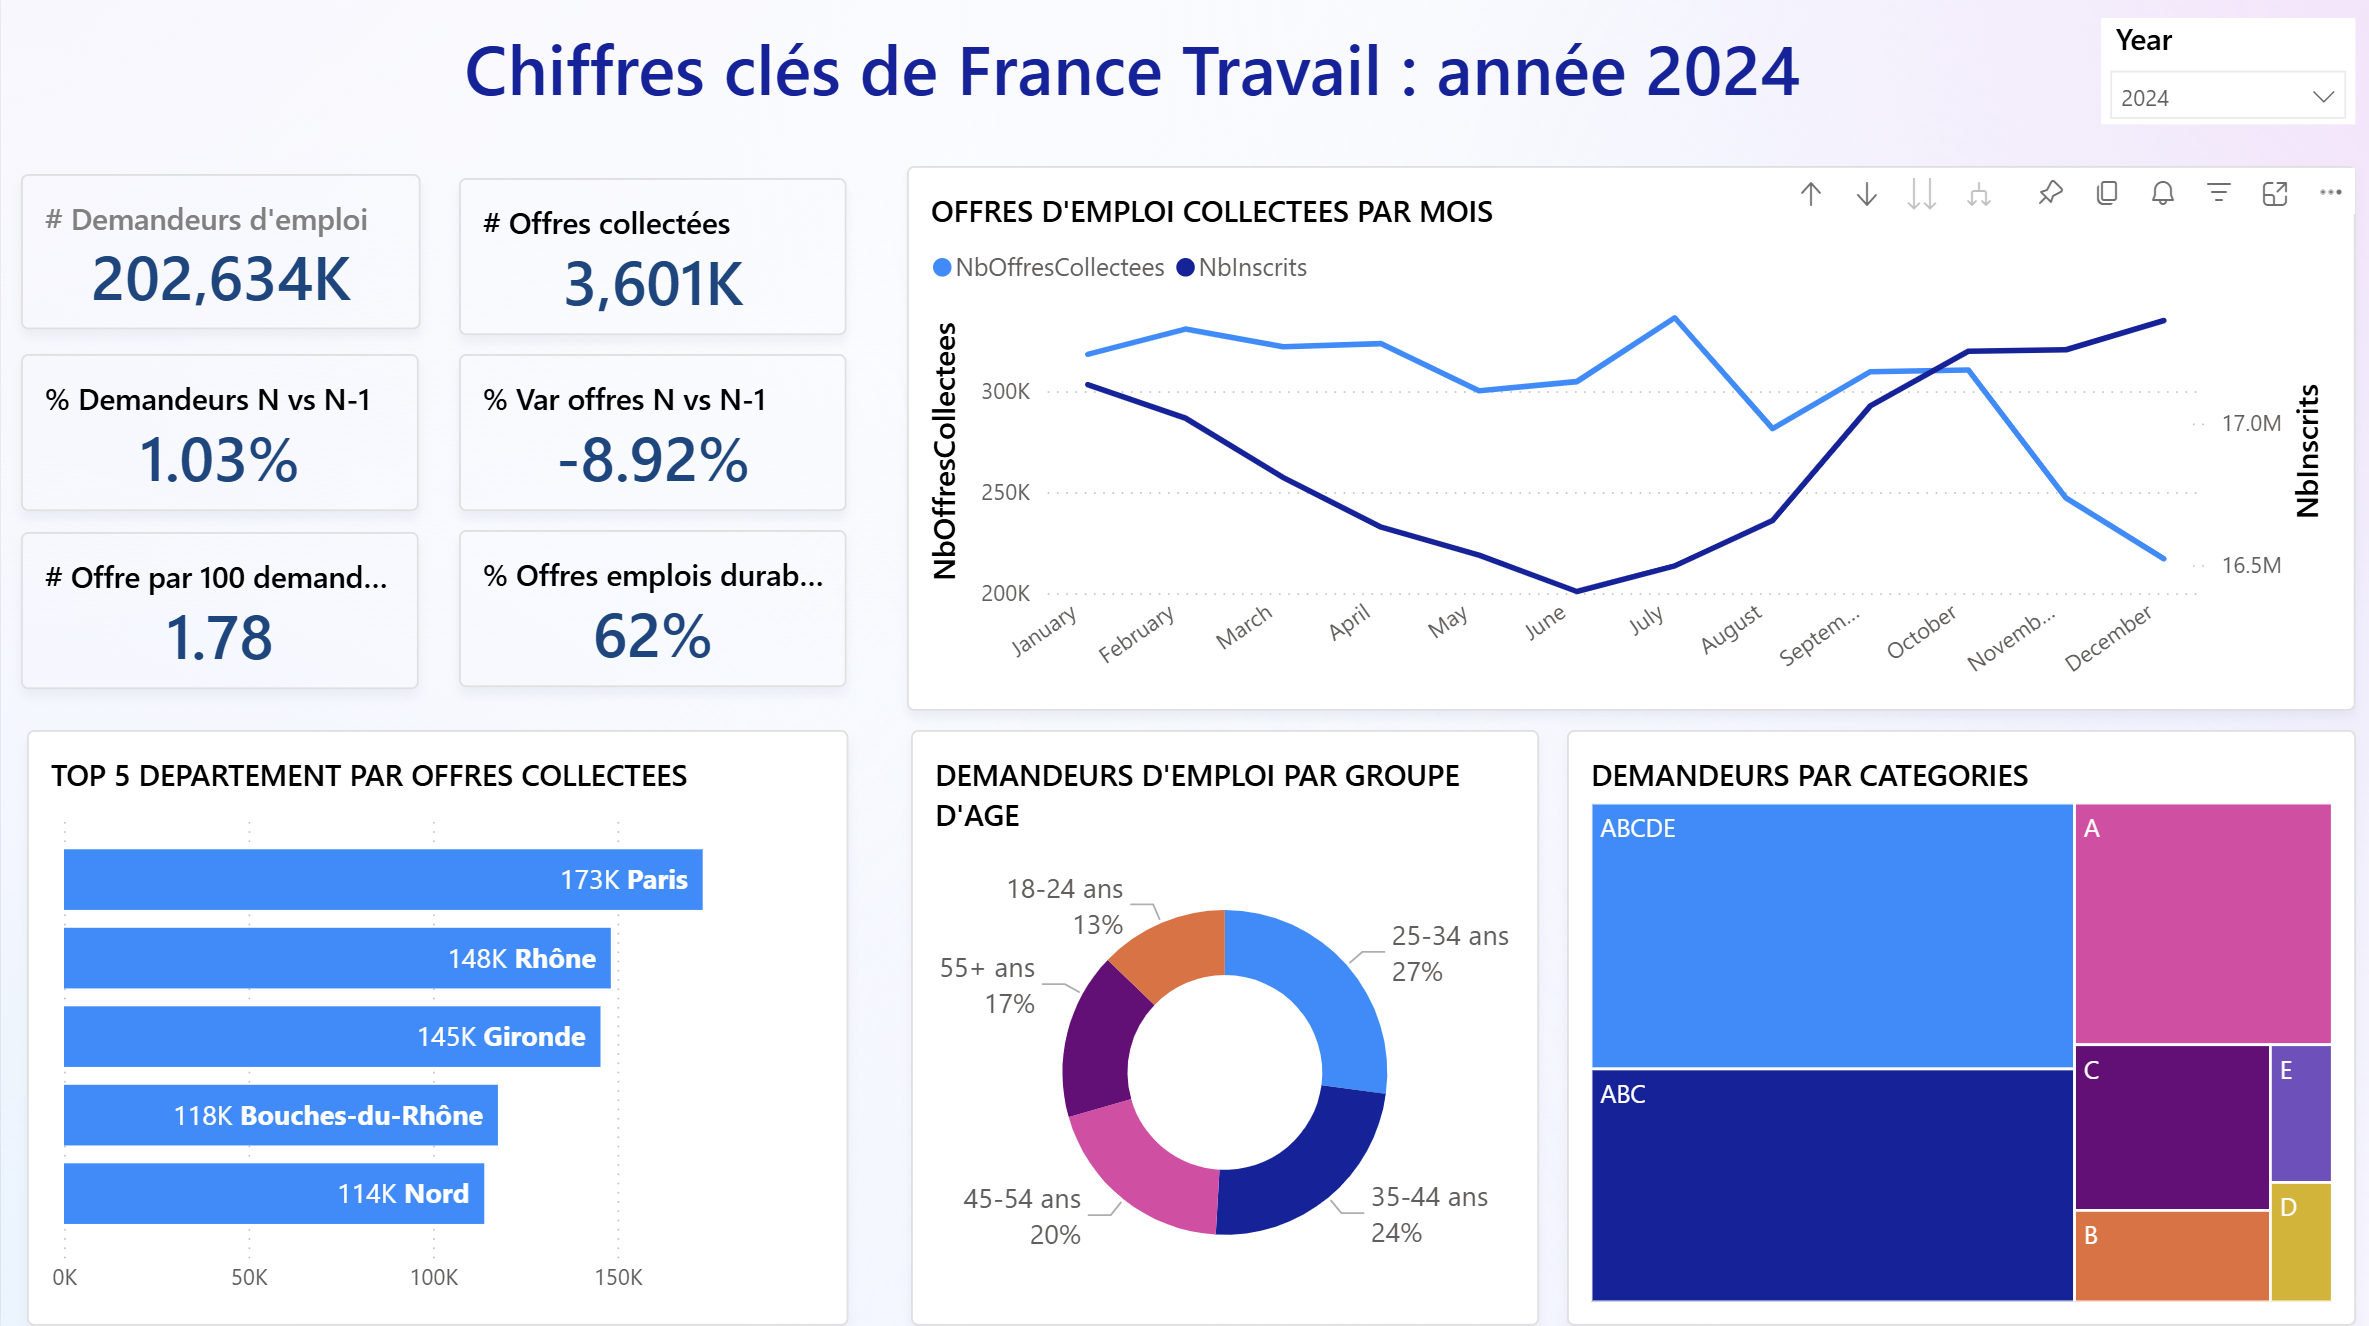 Chiffres clés de France Travail : année 2024
Year
2024
# Demandeurs d'emploi
202,634K
# Offres collectées
3,601K
% Demandeurs N vs N-1
1.03%
% Var offres N vs N-1
-8.92%
# Offre par 100 demand...
1.78
% Offres emplois durab...
62%
OFFRES D'EMPLOI COLLECTEES PAR MOIS
NbOffresCollectees NbInscrits
NbOffresCollectees
300K
250K
200K
17.0M
16.5M
NbInscrits
January
February
March
April
May
June
July
August
Septem...
October
Novemb...
December
TOP 5 DEPARTEMENT PAR OFFRES COLLECTEES
173K Paris
148K Rhône
145K Gironde
118K Bouches-du-Rhône
114K Nord
0K 50K 100K 150K
DEMANDEURS D'EMPLOI PAR GROUPE
D'AGE
18-24 ans
13%
25-34 ans
27%
55+ ans
17%
45-54 ans
20%
35-44 ans
24%
DEMANDEURS PAR CATEGORIES
ABCDE
A
ABC
C
E
B
D